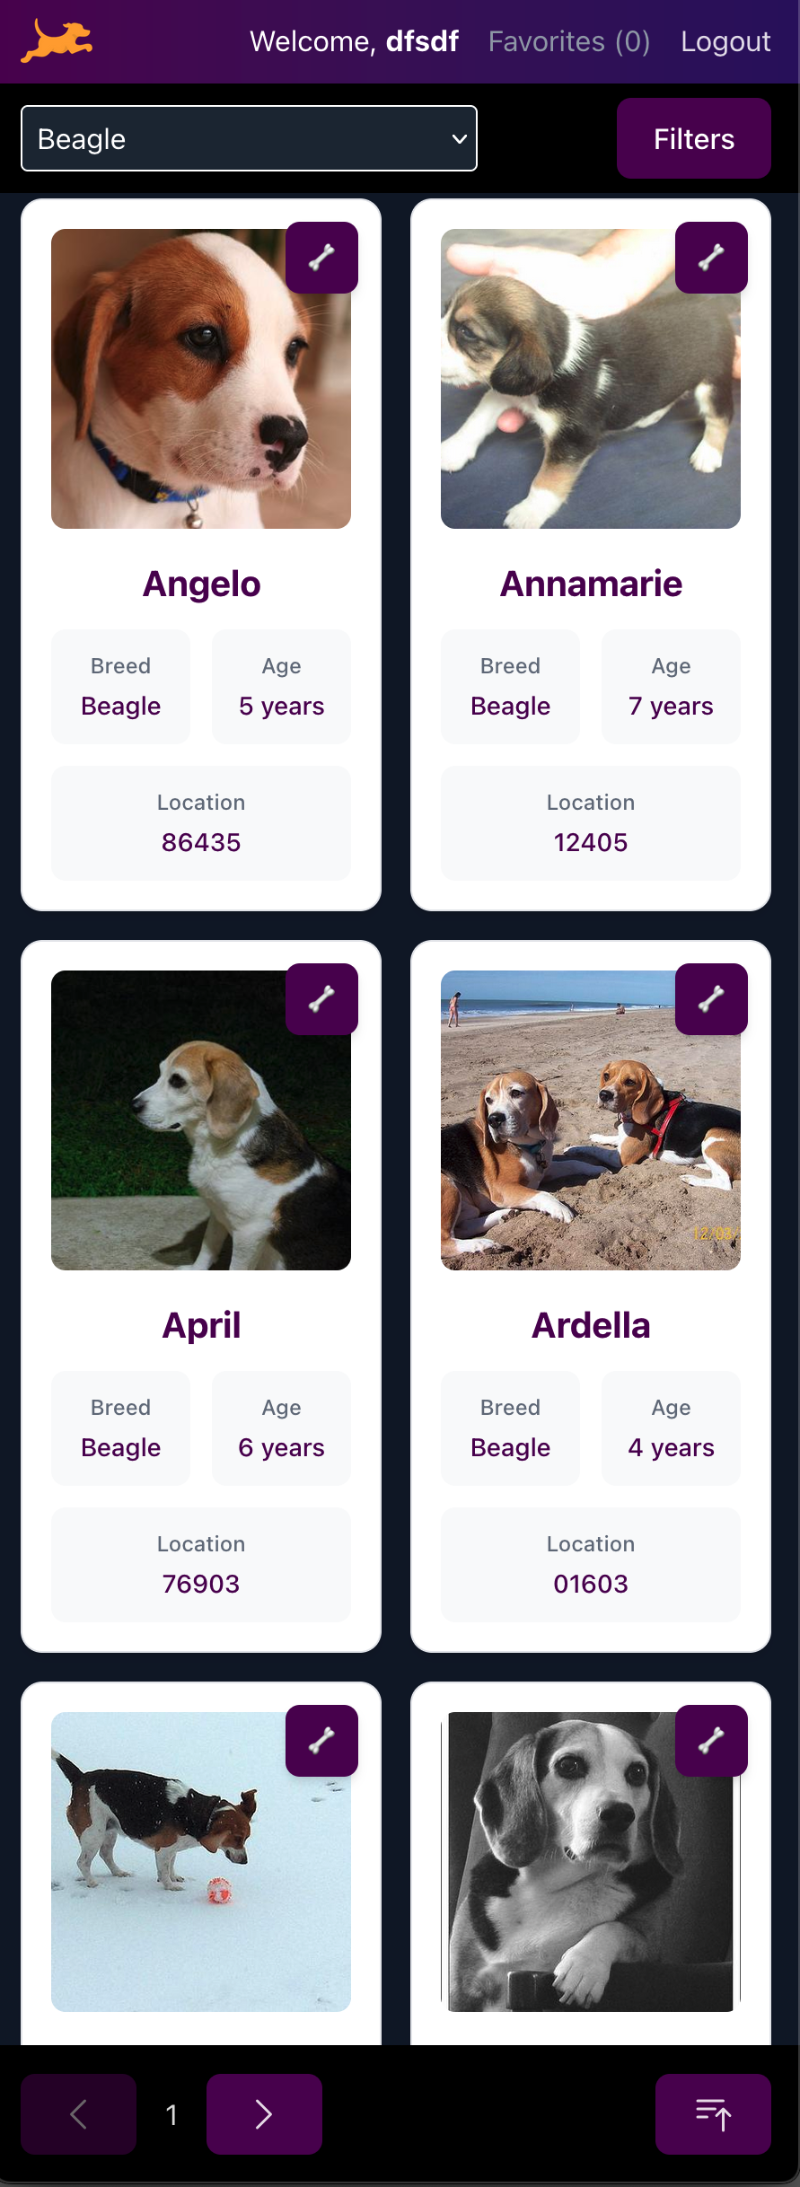 Welcome, dfsdf Favorites (0) Logout
Beagle Filters
Angelo
Breed Age
Beagle 5 years
Location
86435
Annamarie
Breed Age
Beagle 7 years
Location
12405
April
Breed Age
Beagle 6 years
Location
76903
Ardella
Breed Age
Beagle 4 years
Location
01603
1